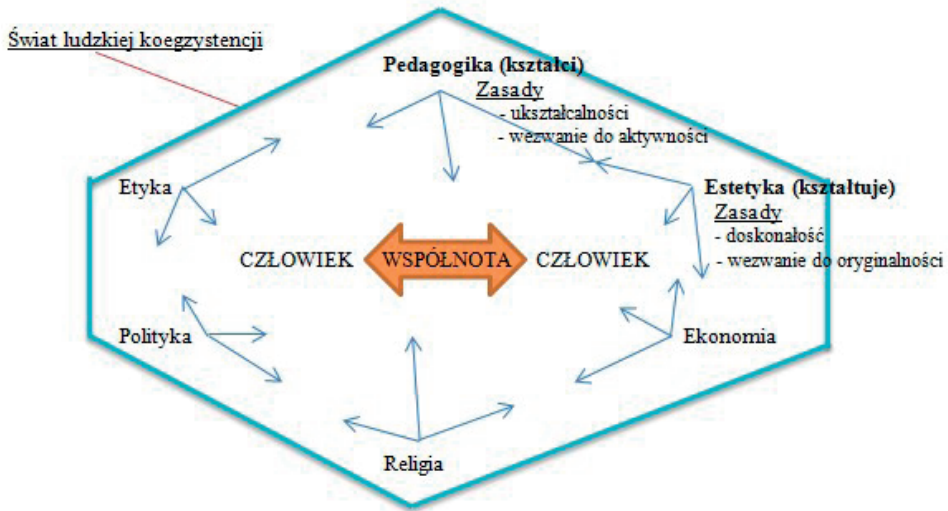 Świat ludzkiej koegzystencji
Pedagogika (kształci)
Zasady
- ukształcalności
- wezwanie do aktywności
Etyka
Estetyka (kształtuje)
Zasady
- doskonałość
- wezwanie do oryginalności
CZŁOWIEK WSPÓLNOTA CZŁOWIEK
Polityka
Ekonomia
Religia